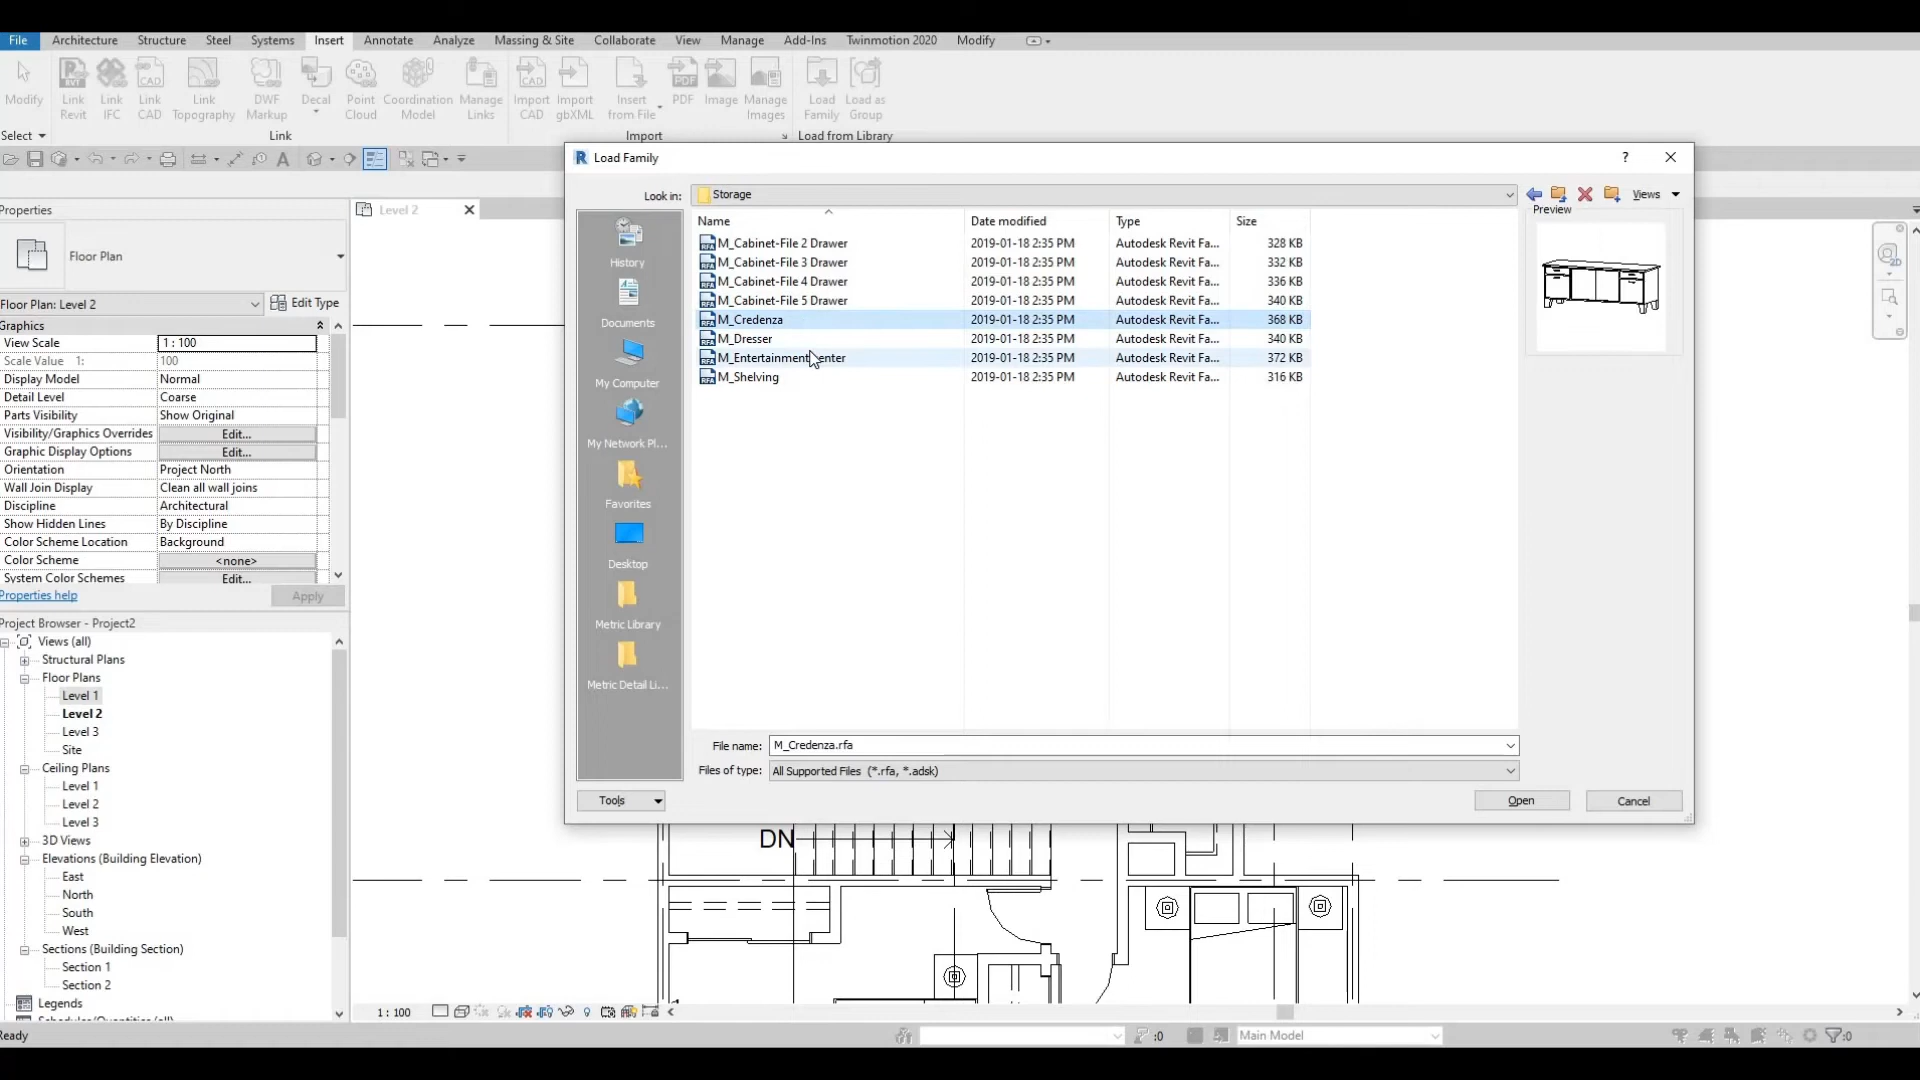 File Architecture Structure Steel Systems Insert Annotate Analyze Massing & Site Collaborate View Manage Add-Ins Twinmotion 2020 Modify
Modify
Link Revit
Link IFC
Link CAD
Link Topography
DWF Markup
Decal
Point Cloud
Coordination Model
Manage Links
Import CAD
Import gbXML
Insert from File
PDF
Image
Manage Images
Load Family
Load as Group
Select
Link
Import
Load from Library
Load Family
?
Properties
Level 2
Floor Plan
Floor Plan: Level 2
Edit Type
Graphics
View Scale 1 : 100
Scale Value 1: 100
Display Model Normal
Detail Level Coarse
Parts Visibility Show Original
Visibility/Graphics Overrides Edit...
Graphic Display Options Edit...
Orientation Project North
Wall Join Display Clean all wall joins
Discipline Architectural
Show Hidden Lines By Discipline
Color Scheme Location Background
Color Scheme <none>
System Color Schemes Edit...
Properties help
Apply
Project Browser - Project2
Views (all)
Structural Plans
Floor Plans
Level 1
Level 2
Level 3
Site
Ceiling Plans
Level 1
Level 2
Level 3
3D Views
Elevations (Building Elevation)
East
North
South
West
Sections (Building Section)
Section 1
Section 2
Legends
Look in: Storage
Views
Preview
History
Documents
My Computer
My Network Pl...
Favorites
Desktop
Metric Library
Metric Detail Li...
Name Date modified Type Size
M_Cabinet-File 2 Drawer 2019-01-18 2:35 PM Autodesk Revit Fa... 328 KB
M_Cabinet-File 3 Drawer 2019-01-18 2:35 PM Autodesk Revit Fa... 332 KB
M_Cabinet-File 4 Drawer 2019-01-18 2:35 PM Autodesk Revit Fa... 336 KB
M_Cabinet-File 5 Drawer 2019-01-18 2:35 PM Autodesk Revit Fa... 340 KB
M_Credenza 2019-01-18 2:35 PM Autodesk Revit Fa... 368 KB
M_Dresser 2019-01-18 2:35 PM Autodesk Revit Fa... 340 KB
M_Entertainment Center 2019-01-18 2:35 PM Autodesk Revit Fa... 372 KB
M_Shelving 2019-01-18 2:35 PM Autodesk Revit Fa... 316 KB
File name: M_Credenza.rfa
Files of type: All Supported Files (*.rfa, *.adsk)
Tools
Open
Cancel
DN
1 : 100
Ready
:0
Main Model
:0